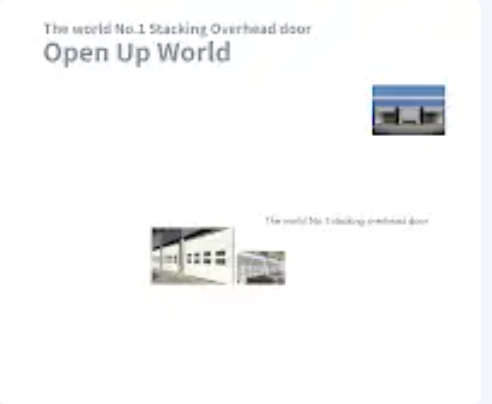 The world No.1 Stacking Overhead door
Open Up World
The world No.1 stacking overhead door